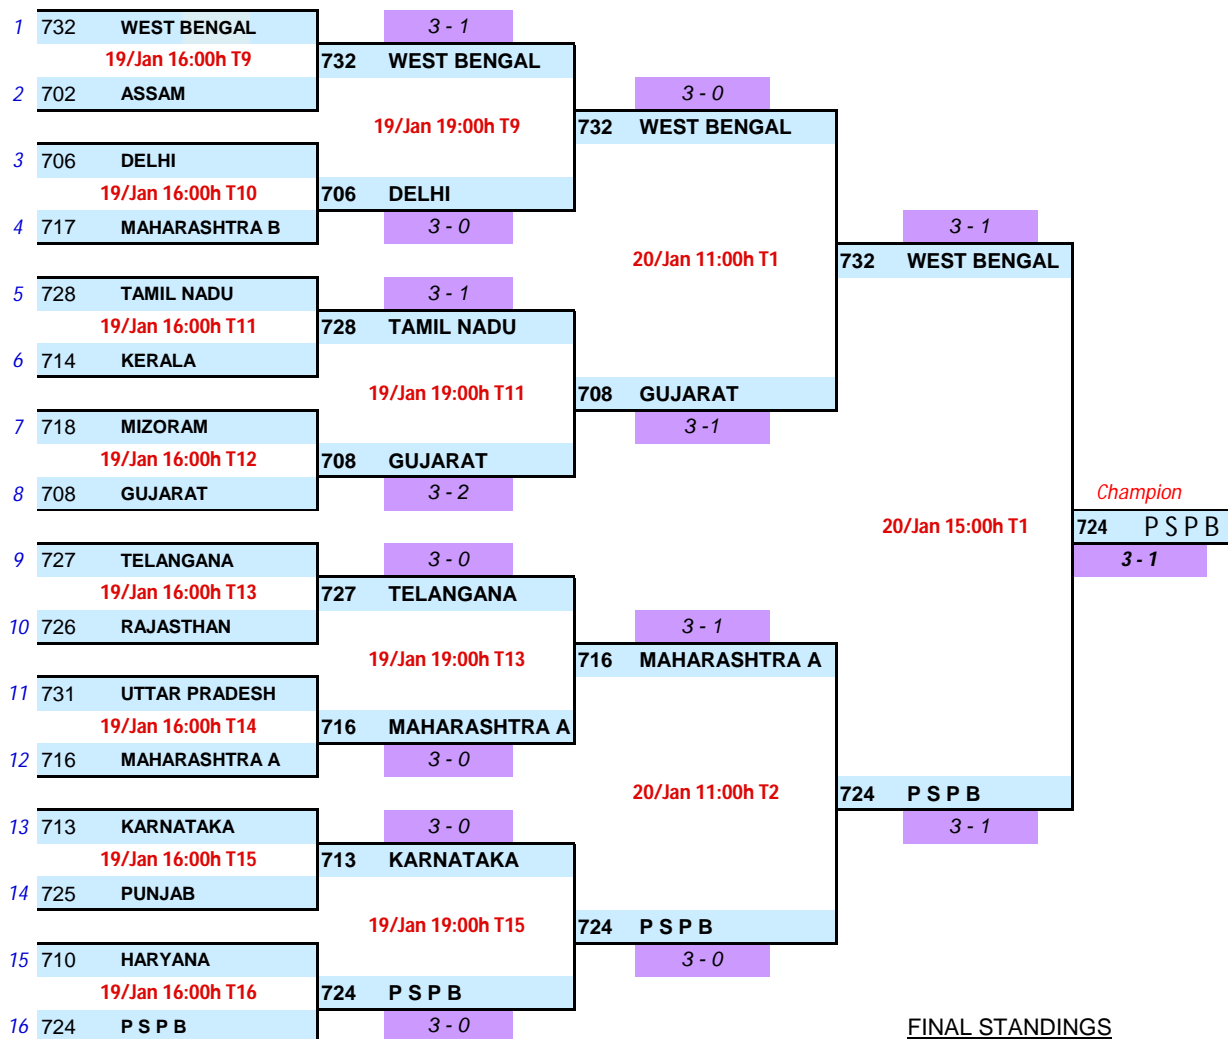 1 732 WEST BENGAL 3 - 1
19/Jan 16:00h T9 732 WEST BENGAL
2 702 ASSAM 3 - 0
19/Jan 19:00h T9 732 WEST BENGAL
3 706 DELHI
19/Jan 16:00h T10 706 DELHI
4 717 MAHARASHTRA B 3 - 0 3 - 1
20/Jan 11:00h T1 732 WEST BENGAL
5 728 TAMIL NADU 3 - 1
19/Jan 16:00h T11 728 TAMIL NADU
6 714 KERALA
19/Jan 19:00h T11 708 GUJARAT
7 718 MIZORAM 3 -1
19/Jan 16:00h T12 708 GUJARAT
8 708 GUJARAT 3 - 2 Champion
20/Jan 15:00h T1 724 P S P B
9 727 TELANGANA 3 - 0 3 - 1
19/Jan 16:00h T13 727 TELANGANA
10 726 RAJASTHAN 3 - 1
19/Jan 19:00h T13 716 MAHARASHTRA A
11 731 UTTAR PRADESH
19/Jan 16:00h T14 716 MAHARASHTRA A
12 716 MAHARASHTRA A 3 - 0
20/Jan 11:00h T2 724 P S P B
13 713 KARNATAKA 3 - 0 3 - 1
19/Jan 16:00h T15 713 KARNATAKA
14 725 PUNJAB
19/Jan 19:00h T15 724 P S P B
15 710 HARYANA 3 - 0
19/Jan 16:00h T16 724 P S P B
16 724 P S P B 3 - 0 FINAL STANDINGS